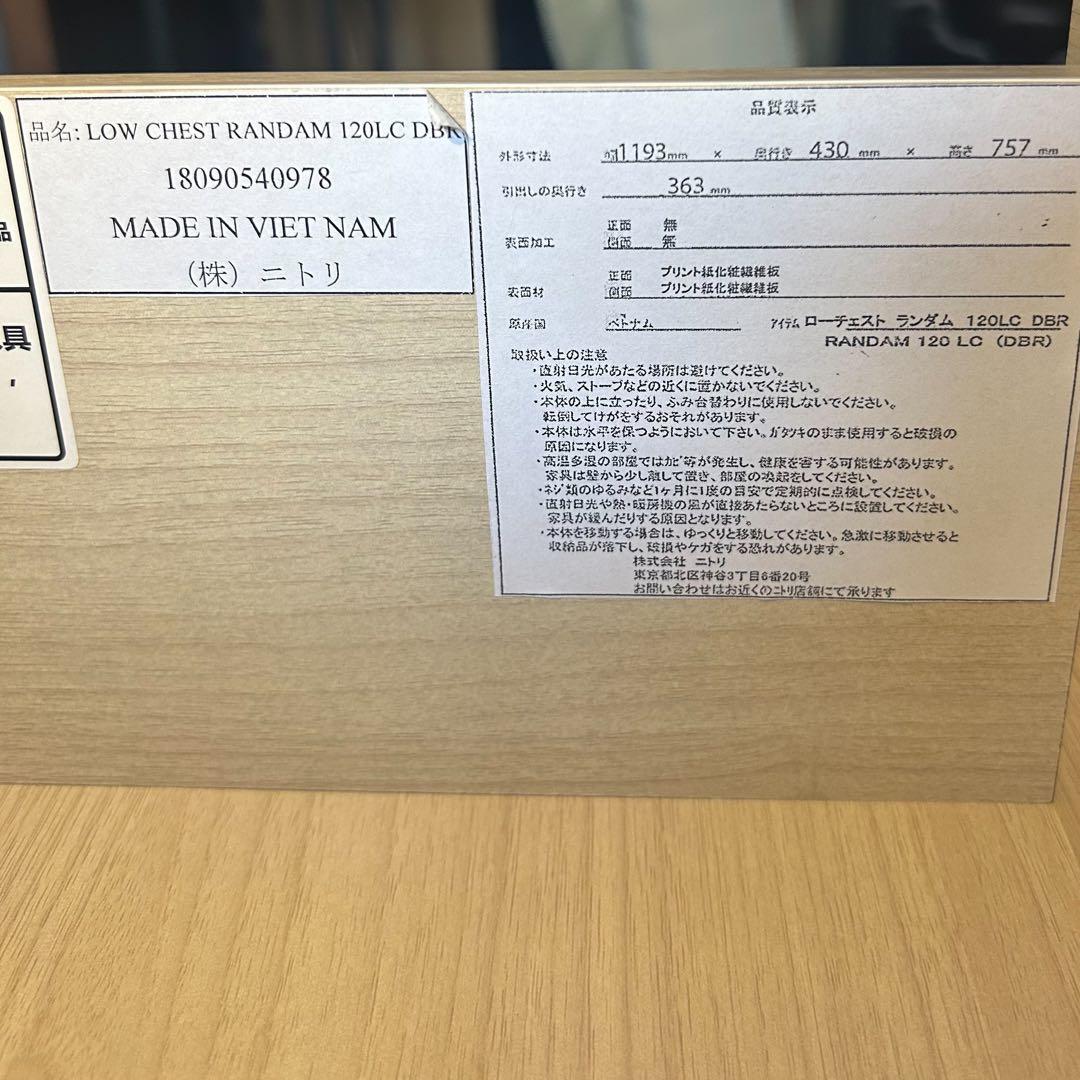 品
具
品名: LOW CHEST RANDAM 120LC DBR
18090540978
MADE IN VIET NAM
（株）ニトリ
品質表示
外形寸法 幅1193mm × 奥行き 430 mm × 高さ 757 mm
引出しの奥行き 363 mm
表面加工 正面 無
側面 無
表面材 正面 プリント紙化粧繊維板
側面 プリント紙化粧繊維板
原産国 ベトナム アイテム ローチェスト ランダム 120LC DBR
RANDAM 120 LC (DBR)
取扱い上の注意
・直射日光があたる場所は避けてください。
・火気、ストーブなどの近くに置かないでください。
・本体の上に立ったり、ふみ台替わりに使用しないでください。
転倒してけがをするおそれがあります。
・本体は水平を保つようにおいて下さい。ガタツキのまま使用すると破損の
原因になります。
・高温多湿の部屋ではカビ等が発生し、健康を害する可能性があります。
家具は壁から少し離して置き、部屋の換起をしてください。
・ネジ類のゆるみなど1ヶ月に1度の目安で定期的に点検してください。
・直射日光や熱・暖房機の風が直接あたらないところに設置してください。
家具が緩んだりする原因となります。
・本体を移動する場合は、ゆっくりと移動してください。急激に移動させると
収納品が落下し、破損やケガをする恐れがあります。
株式会社 ニトリ
東京都北区神谷3丁目6番20号
お問い合わせはお近くのニトリ店舗にて承ります